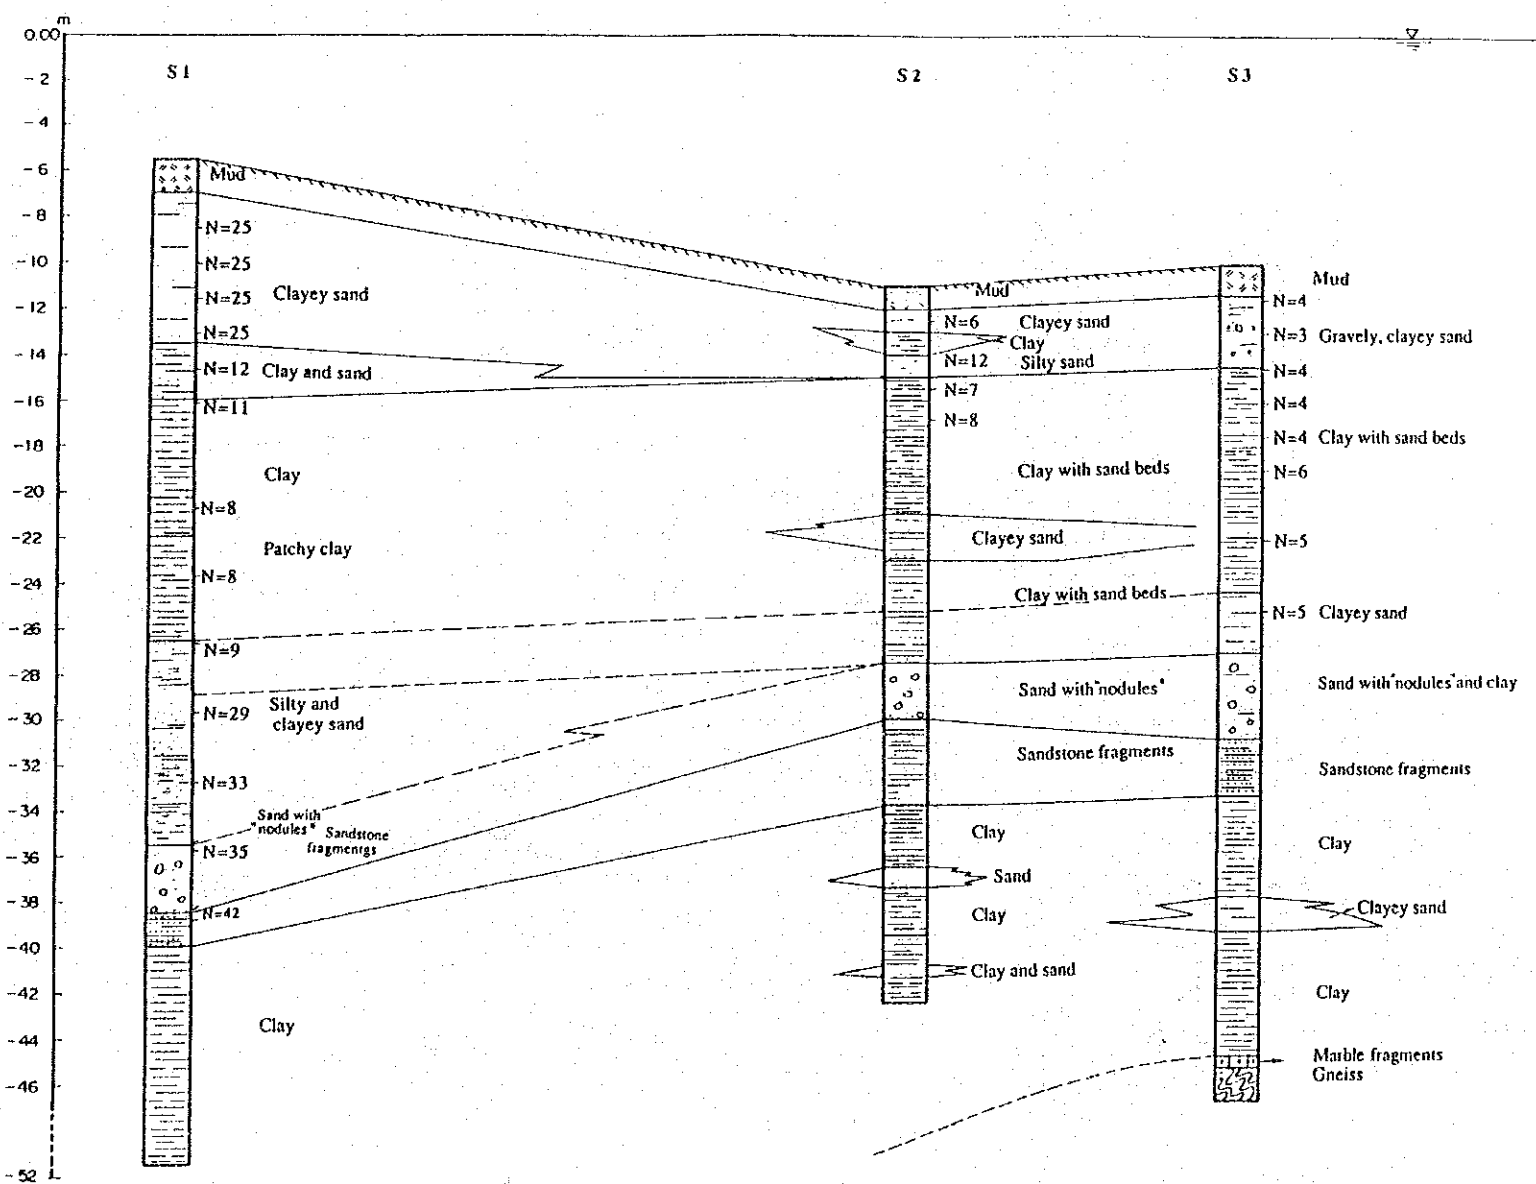 m
0.00
S1 S2 S3
-2
-4
-6
-8
-10
-12
-14
-16
-18
-20
-22
-24
-26
-28
-30
-32
-34
-36
-38
-40
-42
-44
-46
-52
Mud
N=25
N=25
N=25 Clayey sand
N=25
N=12 Clay and sand
N=11
Clay
N=8
Patchy clay
N=8
N=9
Silty and
N=29 clayey sand
N=33
Sand with
"nodules" Sandstone
fragmentgs
N=35
N=42
Clay
Mud
N=6 Clayey sand
Clay
N=12 Silty sand
N=7
N=8
Clay with sand beds
Clayey sand
Clay with sand beds
Sand with "nodules"
Sandstone fragments
Clay
Sand
Clay
Clay and sand
Mud
N=4
N=3 Gravely, clayey sand
N=4
N=4
N=4 Clay with sand beds
N=6
N=5
N=5 Clayey sand
Sand with "nodules" and clay
Sandstone fragments
Clay
Clayey sand
Clay
Marble fragments
Gneiss